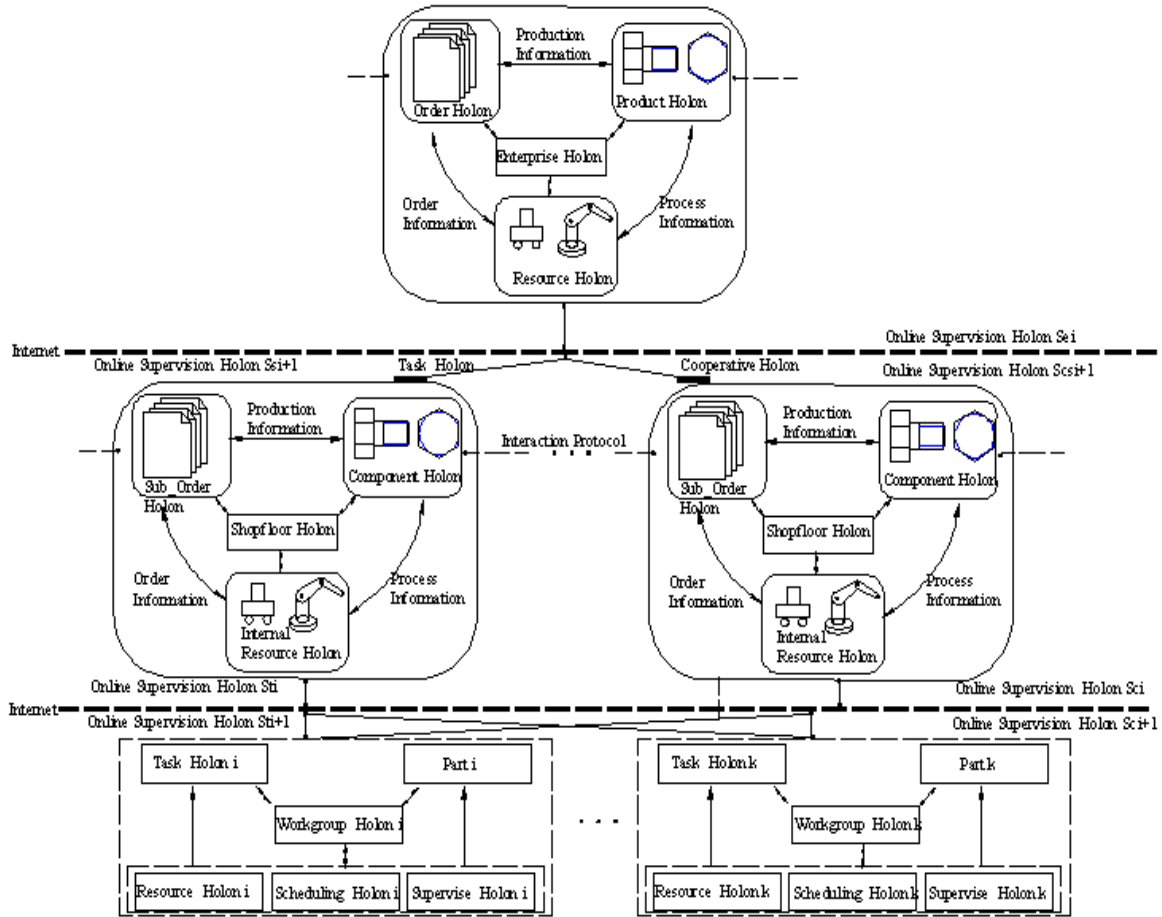 Production
Information
Order Holon
Product Holon
Enterprise Holon
Order
Information
Process
Information
Resource Holon
Internet
Online Supervision Holon Sei
Online Supervision Holon Ssi+1
Task Holon
Cooperative Holon
Online Supervision Holon Scsi+1
Production
Information
Sub_Order
Holon
Component Holon
Shopfloor Holon
Order
Information
Process
Information
Internal
Resource Holon
Interaction Protocol
. . .
Production
Information
Sub_Order
Holon
Component Holon
Shopfloor Holon
Order
Information
Process
Information
Internal
Resource Holon
Online Supervision Holon Sti
Online Supervision Holon Sci
Internet
Online Supervision Holon Sti+1
Online Supervision Holon Sci+1
Task Holon i
Part i
Workgroup Holon i
Resource Holon i
Scheduling Holon i
Supervise Holon i
. . .
Task Holon k
Part k
Workgroup Holon k
Resource Holon k
Scheduling Holon k
Supervise Holon k